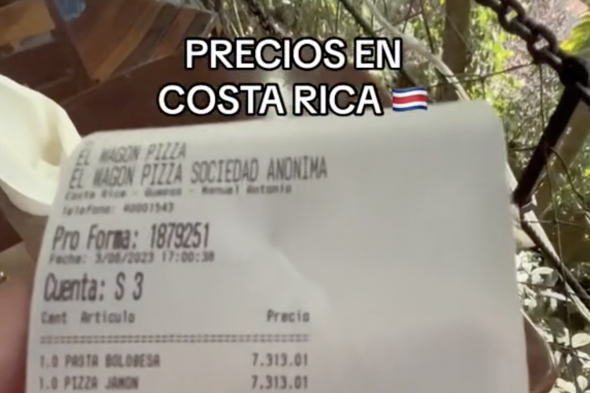 PRECIOS EN
COSTA RICA 🇨🇷
EL WAGON PIZZA
EL WAGON PIZZA SOCIEDAD ANONIMA
Costa Rica - Quepos - Manuel Antonio
Telefono: 40001543
Pro Forma: 1879251
Fecha: 3/08/2023 17:00:38
Cuenta: S 3
Cant Articulo Precio
1.0 PASTA BOLOÑESA 7.313.01
1.0 PIZZA JAMON 7.313.01